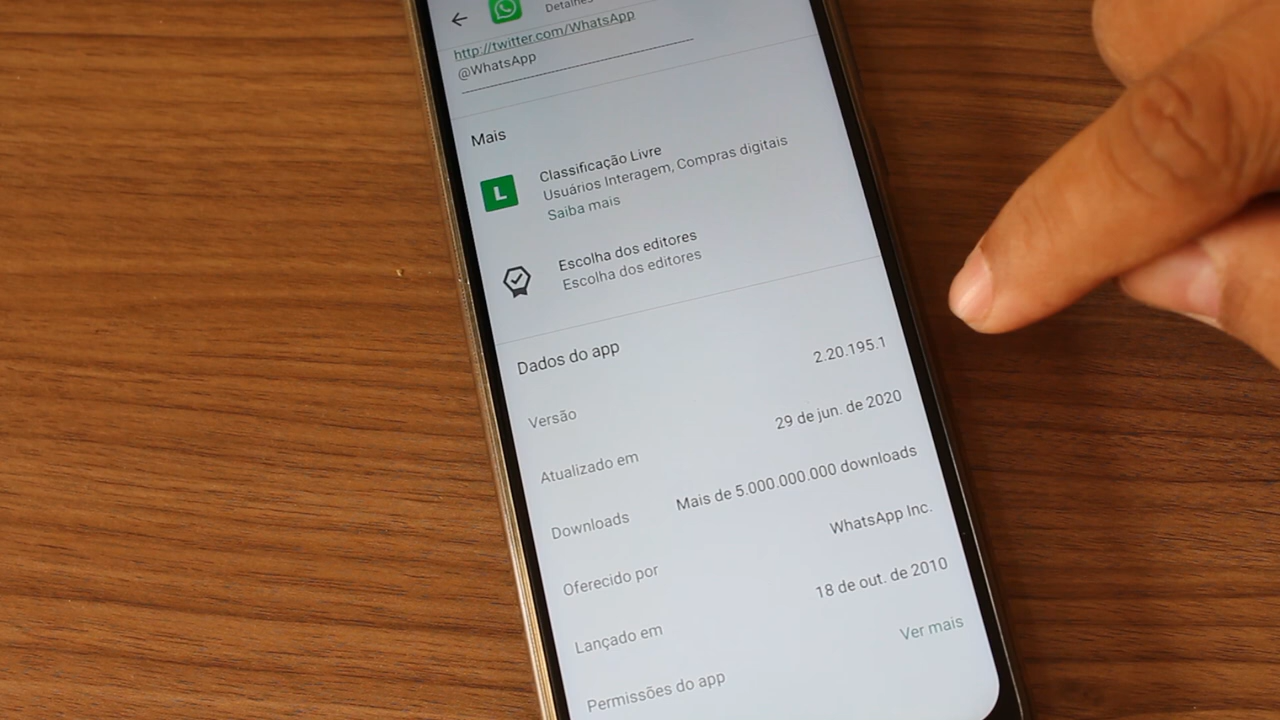 Detalhes
http://twitter.com/WhatsApp
@WhatsApp
Mais
L
Classificação Livre
Usuários Interagem, Compras digitais
Saiba mais
Escolha dos editores
Escolha dos editores
Dados do app
Versão 2.20.195.1
Atualizado em 29 de jun. de 2020
Downloads Mais de 5.000.000.000 downloads
Oferecido por WhatsApp Inc.
Lançado em 18 de out. de 2010
Permissões do app Ver mais